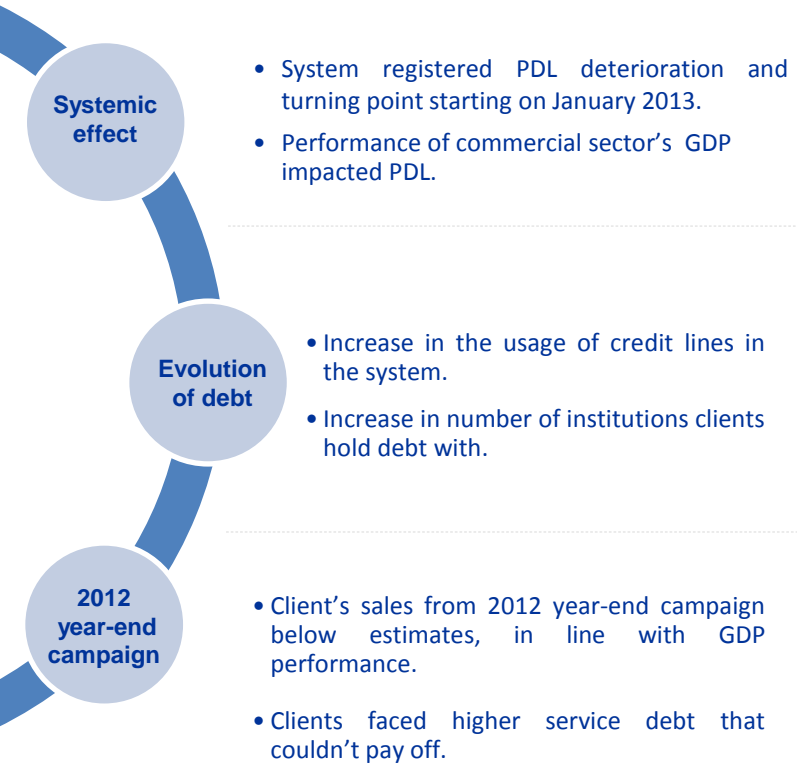 Systemic
effect
• System registered PDL deterioration and
turning point starting on January 2013.
• Performance of commercial sector's GDP
impacted PDL.
Evolution
of debt
• Increase in the usage of credit lines in
the system.
• Increase in number of institutions clients
hold debt with.
2012
year-end
campaign
• Client's sales from 2012 year-end campaign
below estimates, in line with GDP
performance.
• Clients faced higher service debt that
couldn't pay off.